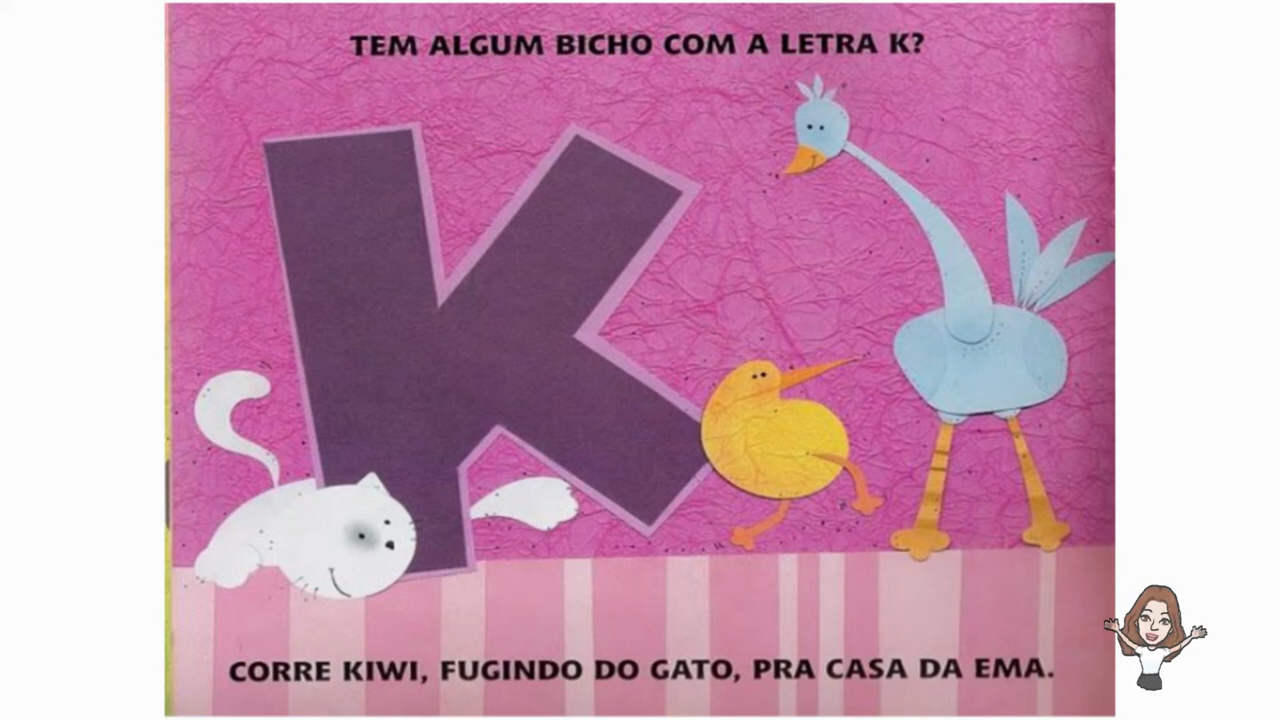 TEM ALGUM BICHO COM A LETRA K?
K
CORRE KIWI, FUGINDO DO GATO, PRA CASA DA EMA.